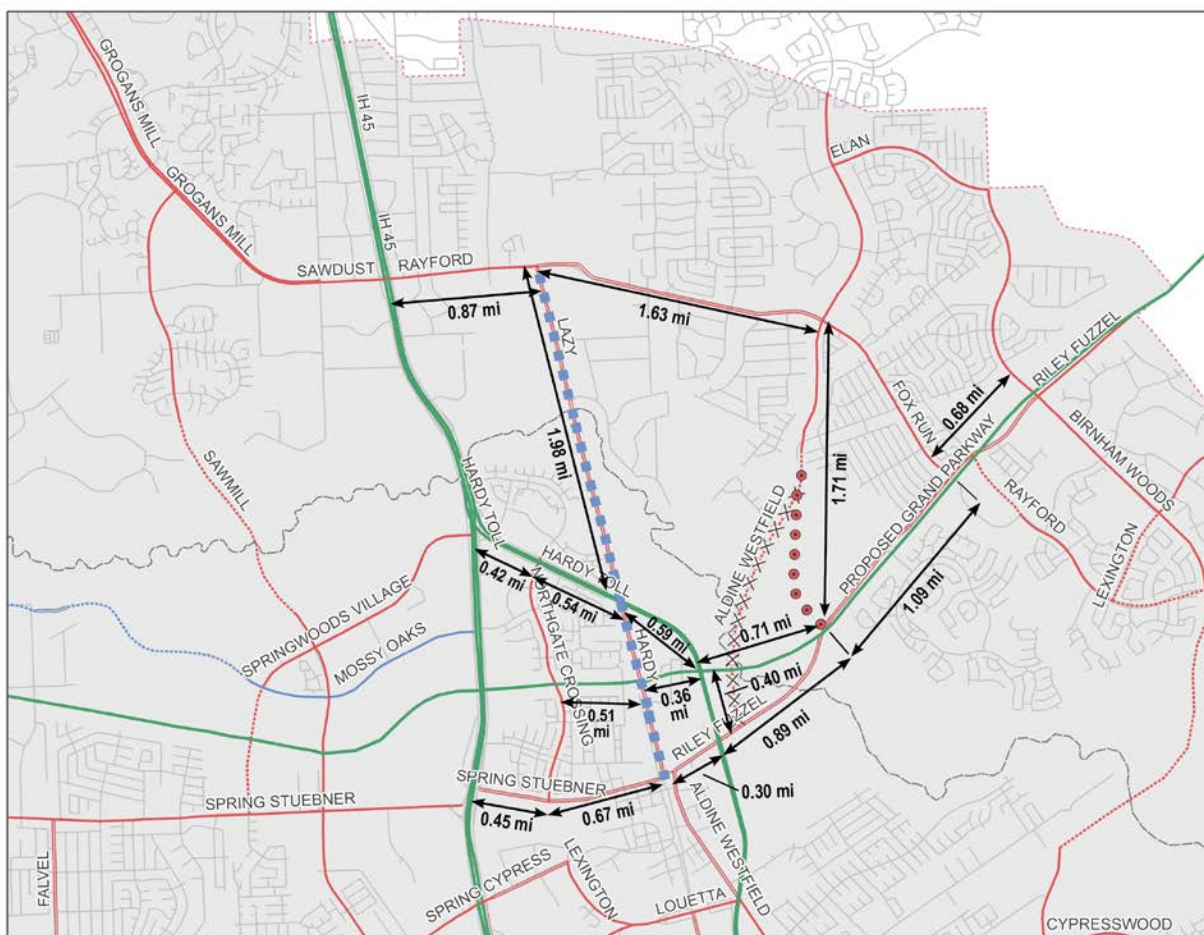 GROGANS MILL
GROGANS MILL
IH 45
IH 45
ELAN
SAWDUST
RAYFORD
0.87 mi
1.63 mi
LAZY
RILEY FUZZEL
FOX RUN
0.68 mi
BIRNHAM WOODS
SAWMILL
1.98 mi
1.71 mi
PROPOSED GRAND PARKWAY
RAYFORD
LEXINGTON
HARDY TOLL
HARDY TOLL
ALDINE WESTFIELD
1.09 mi
0.42 mi
0.54 mi
0.59 mi
0.71 mi
NORTHGATE CROSSING
HARDY
SPRINGWOODS VILLAGE
MOSSY OAKS
0.40 mi
0.36
mi
0.51
mi
0.89 mi
RILEY FUZZEL
SPRING STUEBNER
SPRING STUEBNER
0.30 mi
0.45 mi
0.67 mi
ALDINE WESTFIELD
FALVEL
SPRING CYPRESS
LEXINGTON
LOUETTA
CYPRESSWOOD